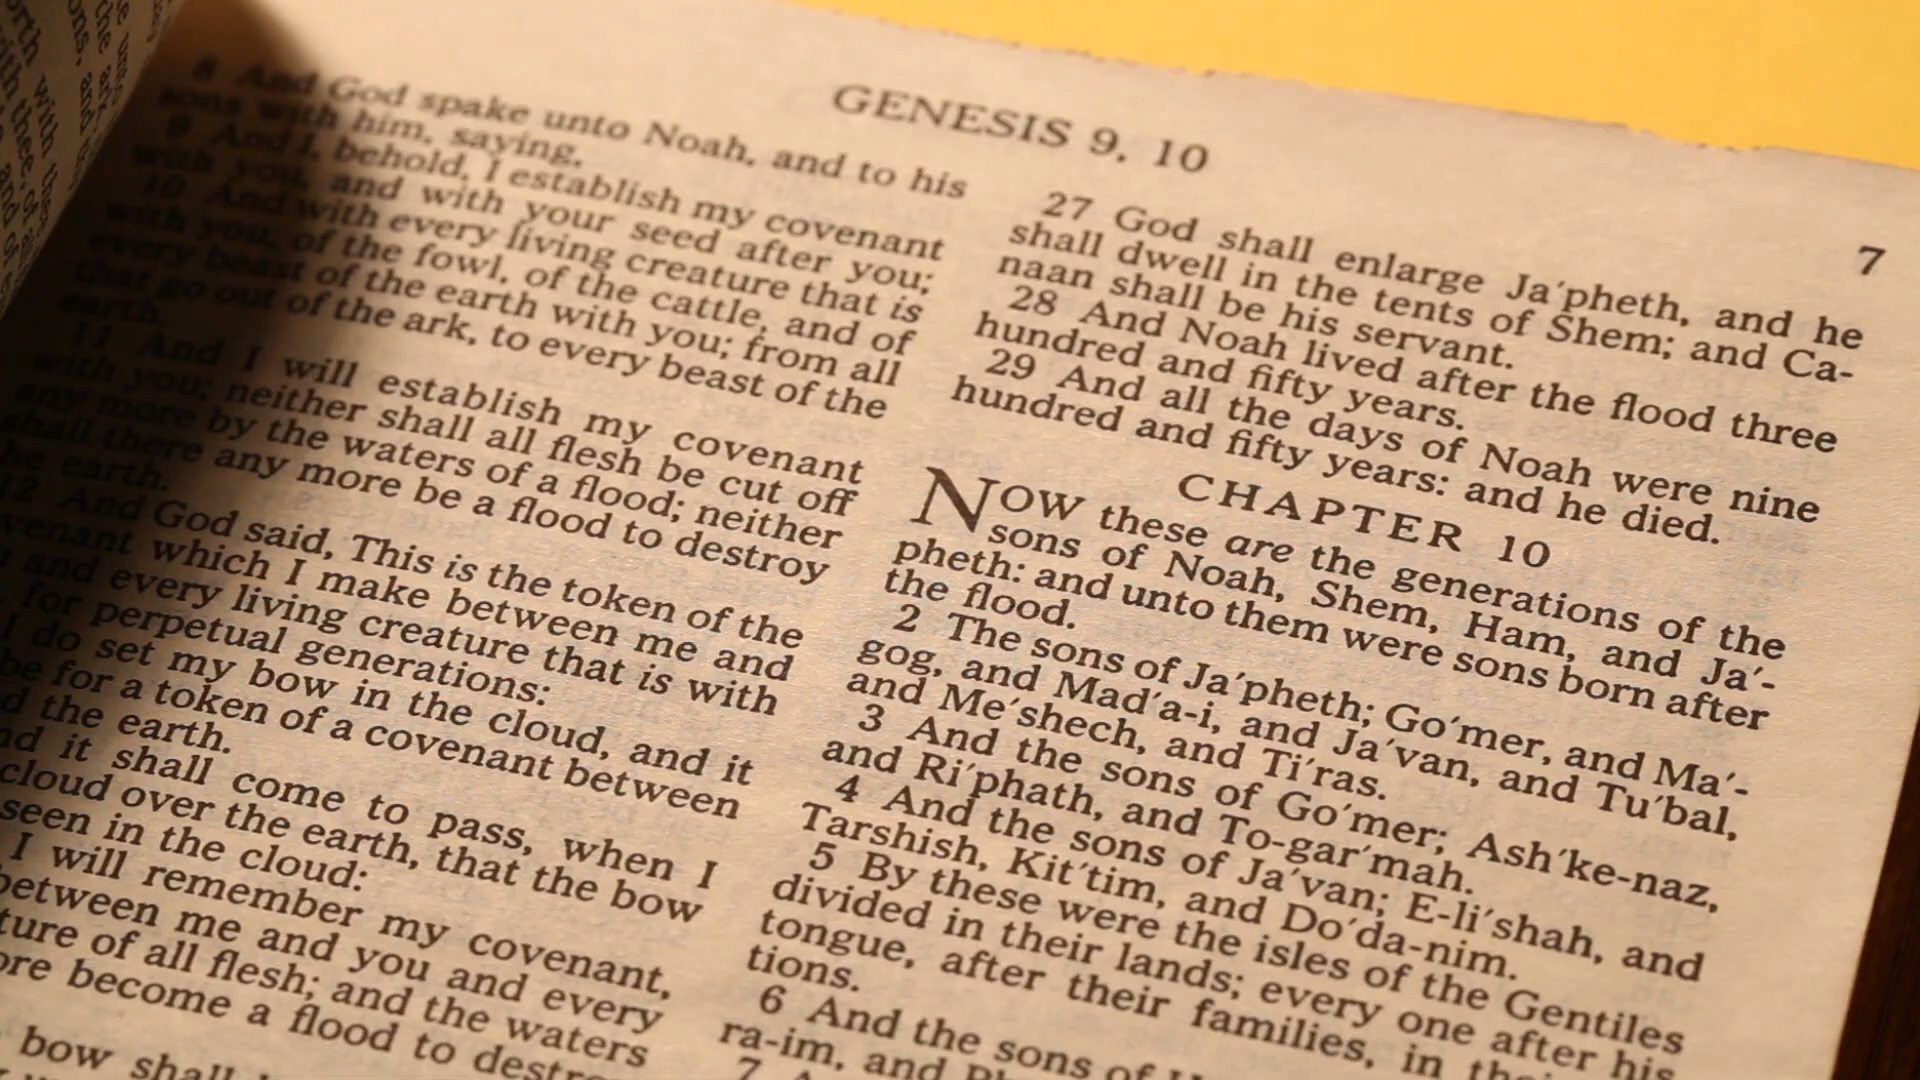 GENESIS 9, 10
7
8 And God spake unto Noah, and to his
sons with him, saying,
9 And I, behold, I establish my covenant
with you, and with your seed after you;
10 And with every living creature that is
with you, of the fowl, of the cattle, and of
every beast of the earth with you; from all
that go out of the ark, to every beast of the
earth.
11 And I will establish my covenant
with you; neither shall all flesh be cut off
any more by the waters of a flood; neither
shall there any more be a flood to destroy
the earth.
12 And God said, This is the token of the
venant which I make between me and
and every living creature that is with
for perpetual generations:
I do set my bow in the cloud, and it
be for a token of a covenant between
the earth.
it shall come to pass, when I
cloud over the earth, that the bow
seen in the cloud:
I will remember my covenant,
between me and you and every
ture of all flesh; and the waters
ore become a flood to destro
bow shall
27 God shall enlarge Ja'pheth, and he
shall dwell in the tents of Shem; and Ca-
naan shall be his servant.
28 And Noah lived after the flood three
hundred and fifty years.
29 And all the days of Noah were nine
hundred and fifty years: and he died.
CHAPTER 10
NOW these are the generations of the
sons of Noah, Shem, Ham, and Ja'-
pheth: and unto them were sons born after
the flood.
2 The sons of Ja'pheth; Go'mer, and Ma'-
gog, and Mad'a-i, and Ja'van, and Tu'bal,
and Me'shech, and Ti'ras.
3 And the sons of Go'mer; Ash'ke-naz,
and Ri'phath, and To-gar'mah.
4 And the sons of Ja'van; E-li'shah, and
Tarshish, Kit'tim, and Do'da-nim.
5 By these were the isles of the Gentiles
divided in their lands; every one after his
tongue, after their families, in their
tions.
6 And the sons of
ra-im, and
7